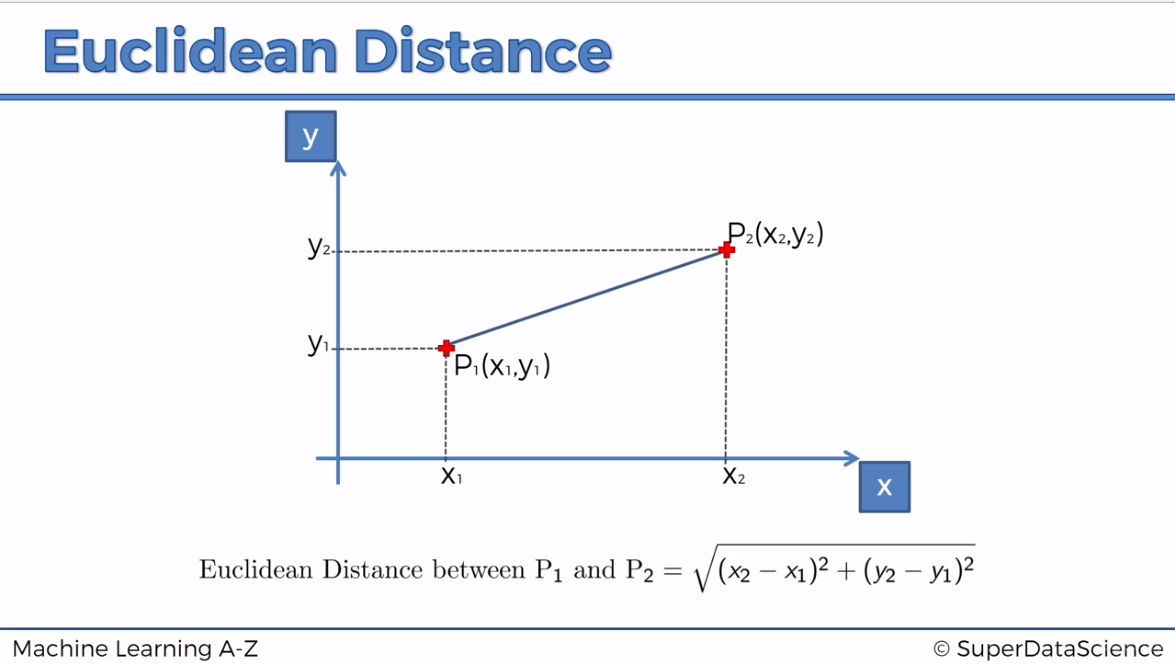 Euclidean Distance
y
P₂(x₂,y₂)
y₂
y₁
P₁(x₁,y₁)
x₁
x₂
x
Euclidean Distance between P₁ and P₂ = √(x₂ − x₁)² + (y₂ − y₁)²
Machine Learning A-Z
© SuperDataScience